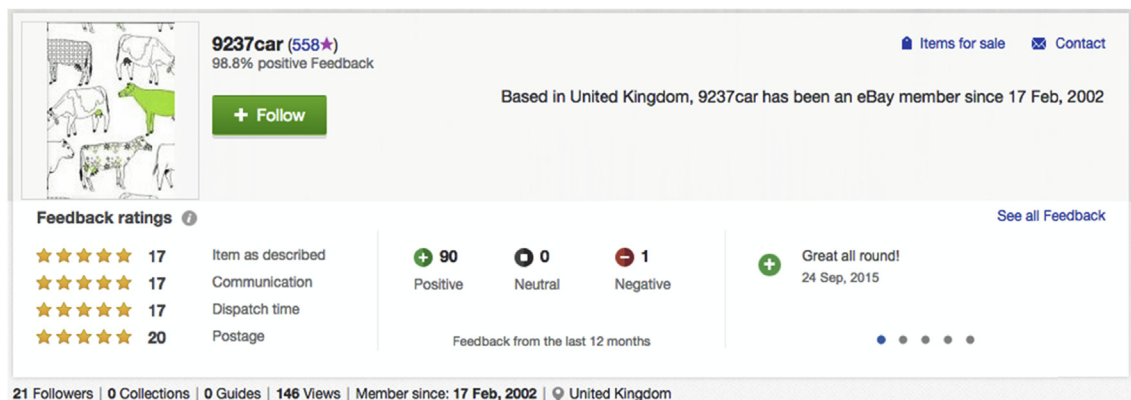 9237car (558★)
98.8% positive Feedback
+ Follow
Items for sale
Contact
Based in United Kingdom, 9237car has been an eBay member since 17 Feb, 2002
Feedback ratings i
See all Feedback
17 Item as described
17 Communication
17 Dispatch time
20 Postage
90 Positive
0 Neutral
1 Negative
Feedback from the last 12 months
Great all round!
24 Sep, 2015
21 Followers | 0 Collections | 0 Guides | 146 Views | Member since: 17 Feb, 2002 | United Kingdom